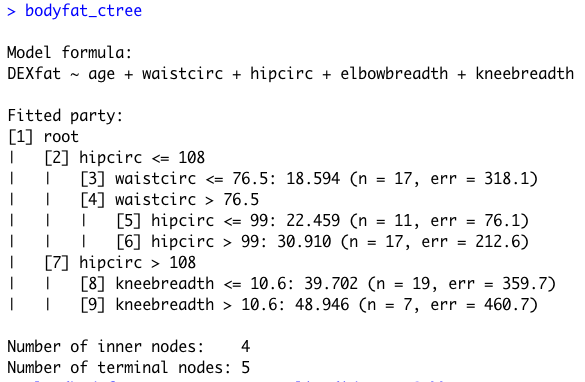 > bodyfat_ctree
Model formula:
DEXfat ~ age + waistcirc + hipcirc + elbowbreadth + kneebreadth
Fitted party:
[1] root
|   [2] hipcirc <= 108
|   |   [3] waistcirc <= 76.5: 18.594 (n = 17, err = 318.1)
|   |   [4] waistcirc > 76.5
|   |   |   [5] hipcirc <= 99: 22.459 (n = 11, err = 76.1)
|   |   |   [6] hipcirc > 99: 30.910 (n = 17, err = 212.6)
|   [7] hipcirc > 108
|   |   [8] kneebreadth <= 10.6: 39.702 (n = 19, err = 359.7)
|   |   [9] kneebreadth > 10.6: 48.946 (n = 7, err = 460.7)
Number of inner nodes:    4
Number of terminal nodes: 5